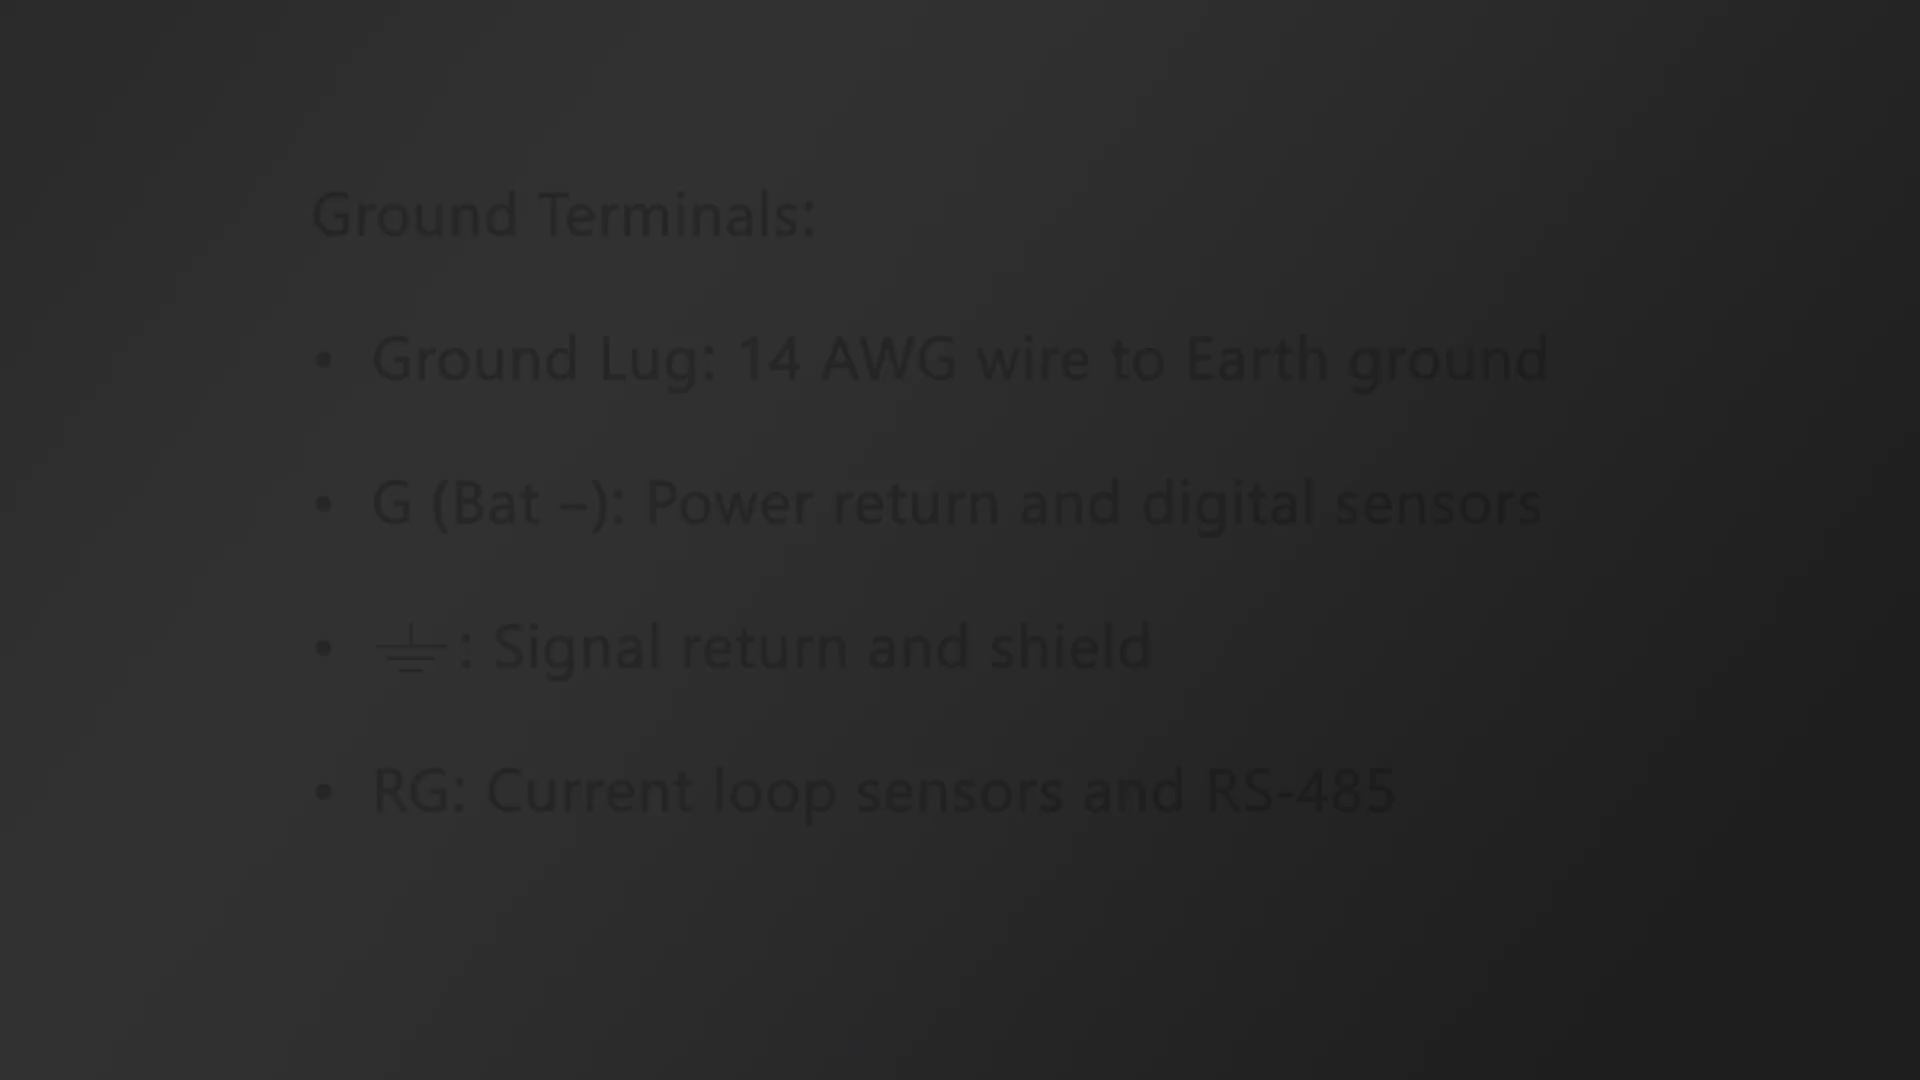 Ground Terminals:
• Ground Lug: 14 AWG wire to Earth ground
• G (Bat –): Power return and digital sensors
• ⏚: Signal return and shield
• RG: Current loop sensors and RS-485